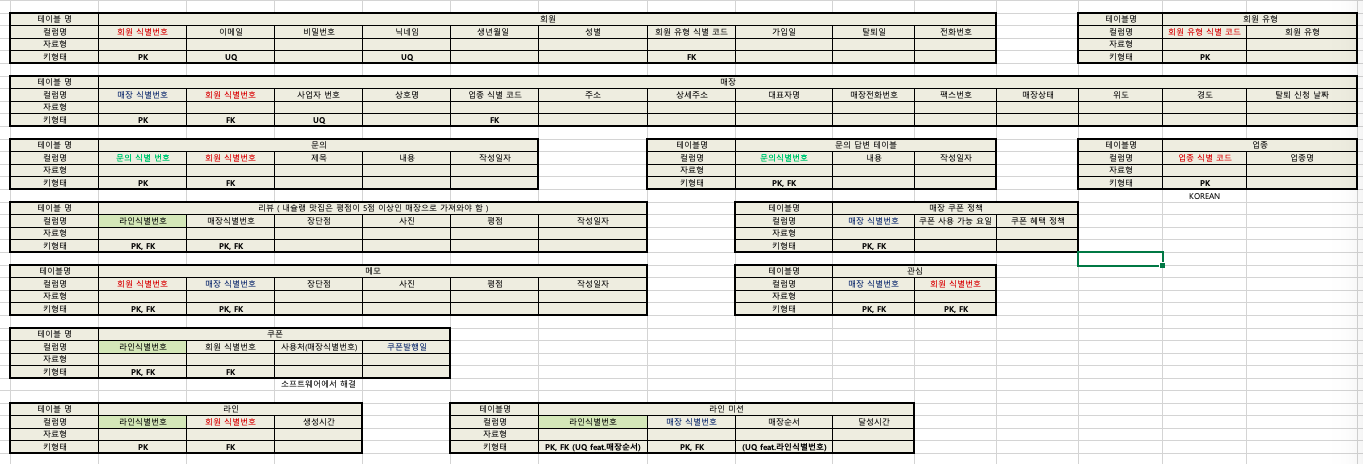 테이블 명 회원
컬럼명 회원 식별번호 이메일 비밀번호 닉네임 생년월일 성별 회원 유형 식별 코드 가입일 탈퇴일 전화번호
자료형
키형태 PK UQ UQ FK
테이블명 회원 유형
컬럼명 회원 유형 식별 코드 회원 유형
자료형
키형태 PK
테이블 명 매장
컬럼명 매장 식별번호 회원 식별번호 사업자 번호 상호명 업종 식별 코드 주소 상세주소 대표자명 매장전화번호 팩스번호 매장상태 위도 경도 탈퇴 신청 날짜
자료형
키형태 PK FK UQ FK
테이블명 문의
컬럼명 문의 식별 번호 회원 식별번호 제목 내용 작성일자
자료형
키형태 PK FK
테이블명 문의 답변 테이블
컬럼명 문의식별번호 내용 작성일자
자료형
키형태 PK, FK
테이블명 업종
컬럼명 업종 식별 코드 업종명
자료형
키형태 PK
KOREAN
테이블명 리뷰 ( 내슐랭 맛집은 평점이 5점 이상인 매장으로 가져와야 함 )
컬럼명 라인식별번호 매장식별번호 장단점 사진 평점 작성일자
자료형
키형태 PK, FK PK, FK
테이블명 매장 쿠폰 정책
컬럼명 매장 식별번호 쿠폰 사용 가능 요일 쿠폰 혜택 정책
자료형
키형태 PK, FK
테이블명 메모
컬럼명 회원 식별번호 매장 식별번호 장단점 사진 평점 작성일자
자료형
키형태 PK, FK PK, FK
테이블명 관심
컬럼명 매장 식별번호 회원 식별번호
자료형
키형태 PK, FK PK, FK
테이블 명 쿠폰
컬럼명 라인식별번호 회원 식별번호 사용처(매장식별번호) 쿠폰발행일
자료형
키형태 PK, FK FK
소프트웨어에서 해결
테이블 명 라인
컬럼명 라인식별번호 회원 식별번호 생성시간
자료형
키형태 PK FK
테이블명 라인 미션
컬럼명 라인식별번호 매장 식별번호 매장순서 달성시간
자료형
키형태 PK, FK (UQ feat.매장순서) PK, FK (UQ feat.라인식별번호)